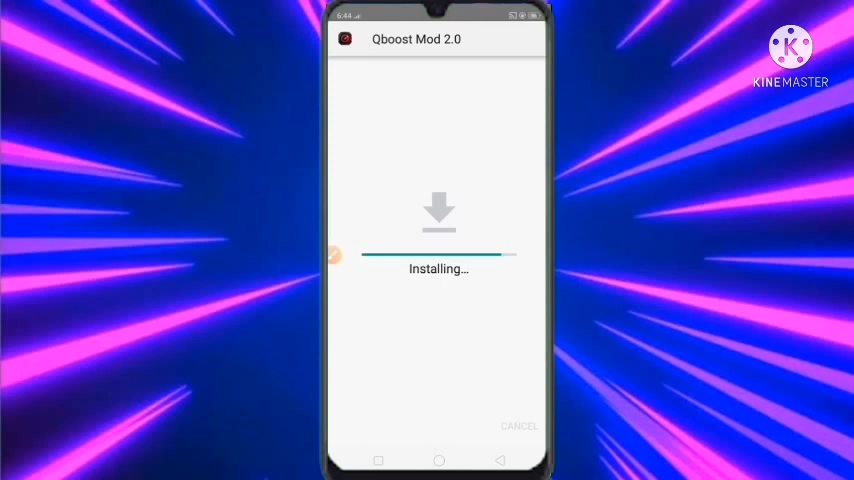 6:44
Qboost Mod 2.0
K
KINEMASTER
Installing...
CANCEL